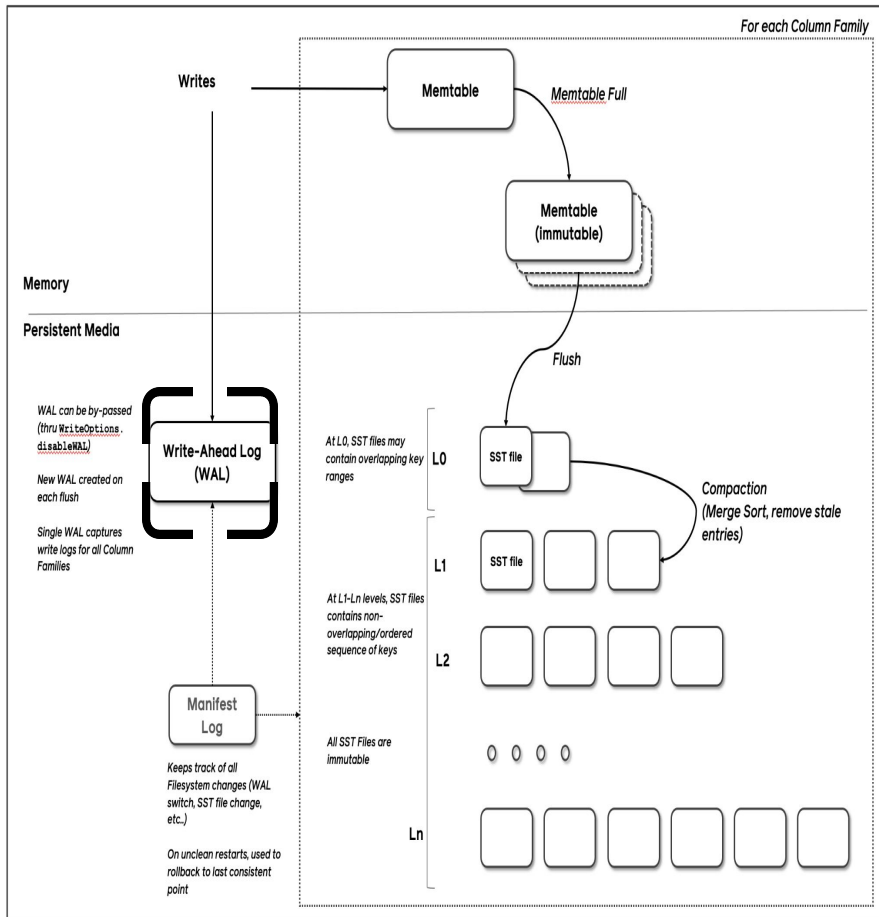 For each Column Family
Writes
Memtable
Memtable Full
Memtable
(immutable)
Memory
Persistent Media
Flush
WAL can be by-passed
(thru WriteOptions.
disableWAL)
New WAL created on
each flush
Single WAL captures
write logs for all Column
Families
Write-Ahead Log
(WAL)
At L0, SST files may
contain overlapping key
ranges
L0
SST file
Compaction
(Merge Sort, remove stale
entries)
L1
SST file
At L1-Ln levels, SST files
contains non-
overlapping/ordered
sequence of keys
L2
Manifest
Log
All SST Files are
immutable
Keeps track of all
Filesystem changes (WAL
switch, SST file change,
etc..)
Ln
On unclean restarts, used to
rollback to last consistent
point